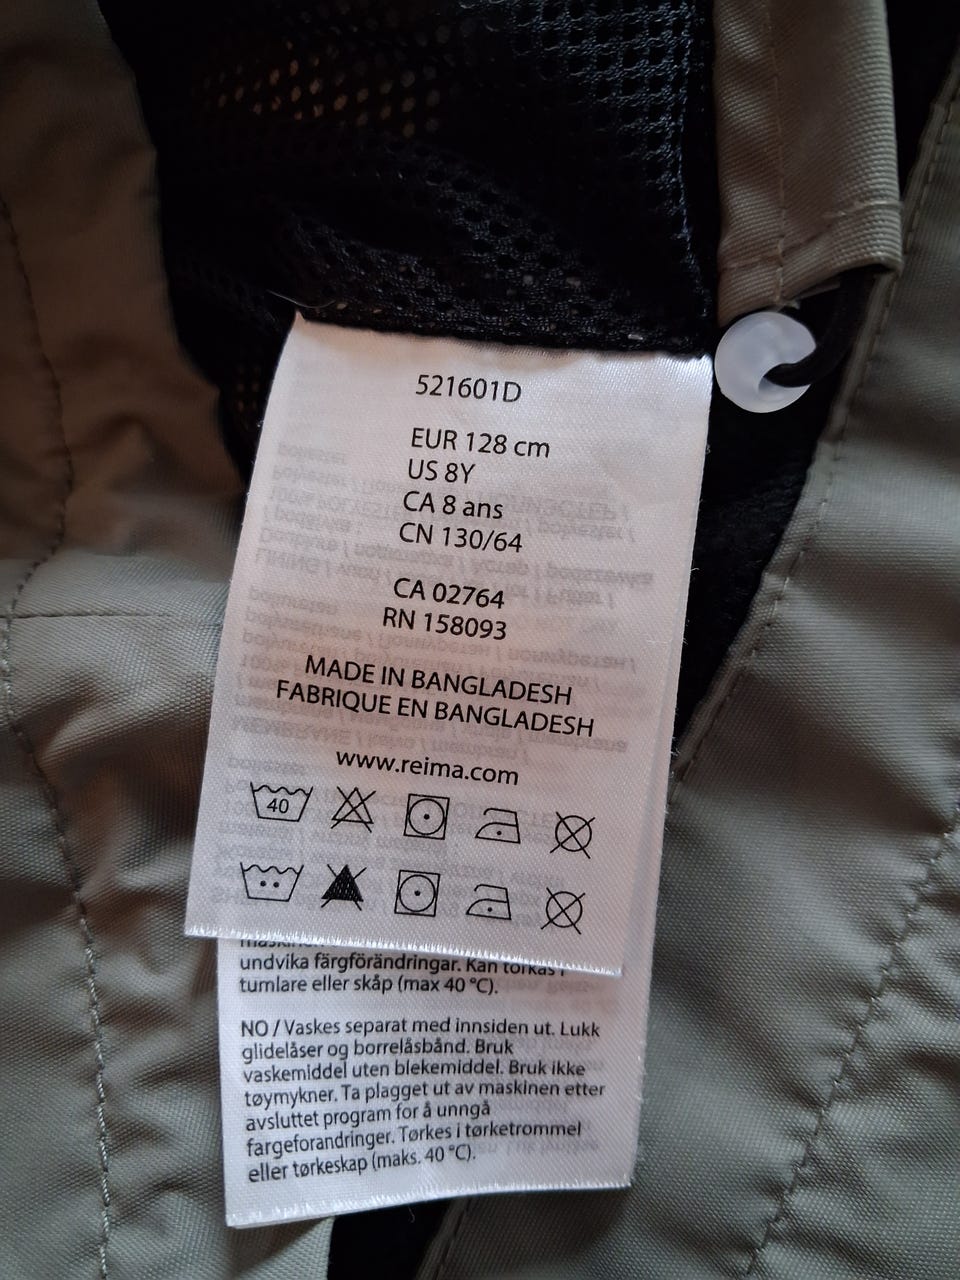 521601D
EUR 128 cm
US 8Y
CA 8 ans
CN 130/64
CA 02764
RN 158093
MADE IN BANGLADESH
FABRIQUE EN BANGLADESH
www.reima.com
40
undvika färgförändringar. Kan torkas i
tumlare eller skåp (max 40 °C).
NO / Vaskes separat med innsiden ut. Lukk
glidelåser og borrelåsbånd. Bruk
vaskemiddel uten blekemiddel. Bruk ikke
tøymykner. Ta plagget ut av maskinen etter
avsluttet program for å unngå
fargeforandringer. Tørkes i tørketrommel
eller tørkeskap (maks. 40 °C).